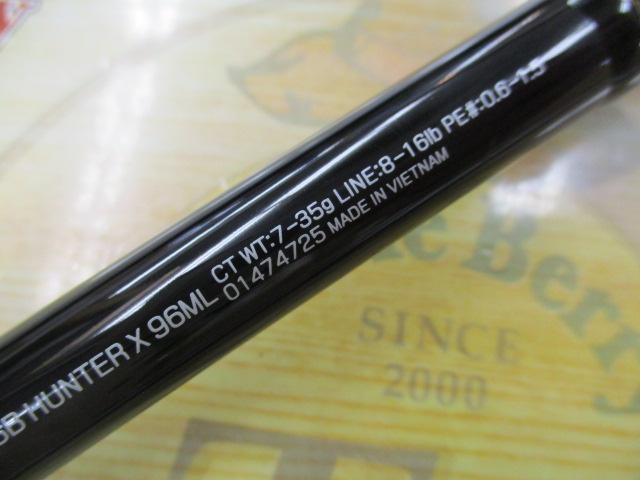 HUNTER X 96ML CT WT:7-35g LINE:8-16lb PE#:0.6-1.5
01474725 MADE IN VIETNAM
Berry
SINCE
2000